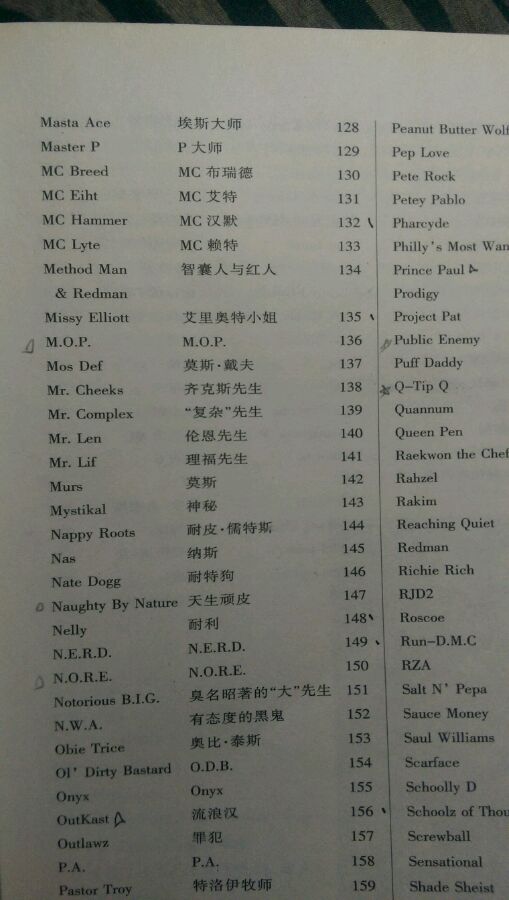 Masta Ace 埃斯大师 128
Master P P 大师 129
MC Breed MC 布瑞德 130
MC Eiht MC 艾特 131
MC Hammer MC 汉默 132
MC Lyte MC 赖特 133
Method Man 智囊人与红人 134
& Redman
Missy Elliott 艾里奥特小姐 135
M.O.P. M.O.P. 136
Mos Def 莫斯·戴夫 137
Mr. Cheeks 齐克斯先生 138
Mr. Complex “复杂”先生 139
Mr. Len 伦恩先生 140
Mr. Lif 理福先生 141
Murs 莫斯 142
Mystikal 神秘 143
Nappy Roots 耐皮·儒特斯 144
Nas 纳斯 145
Nate Dogg 耐特狗 146
Naughty By Nature 天生顽皮 147
Nelly 耐利 148
N.E.R.D. N.E.R.D. 149
N.O.R.E. N.O.R.E. 150
Notorious B.I.G. 臭名昭著的“大”先生 151
N.W.A. 有态度的黑鬼 152
Obie Trice 奥比·泰斯 153
Ol' Dirty Bastard O.D.B. 154
Onyx Onyx 155
OutKast 流浪汉 156
Outlawz 罪犯 157
P.A. P.A. 158
Pastor Troy 特洛伊牧师 159
Peanut Butter Wolf
Pep Love
Pete Rock
Petey Pablo
Pharcyde
Philly's Most Wan
Prince Paul
Prodigy
Project Pat
Public Enemy
Puff Daddy
Q-Tip Q
Quannum
Queen Pen
Raekwon the Chef
Rahzel
Rakim
Reaching Quiet
Redman
Richie Rich
RJD2
Roscoe
Run-D.M.C
RZA
Salt N' Pepa
Sauce Money
Saul Williams
Scarface
Schoolly D
Schoolz of Thou
Screwball
Sensational
Shade Sheist